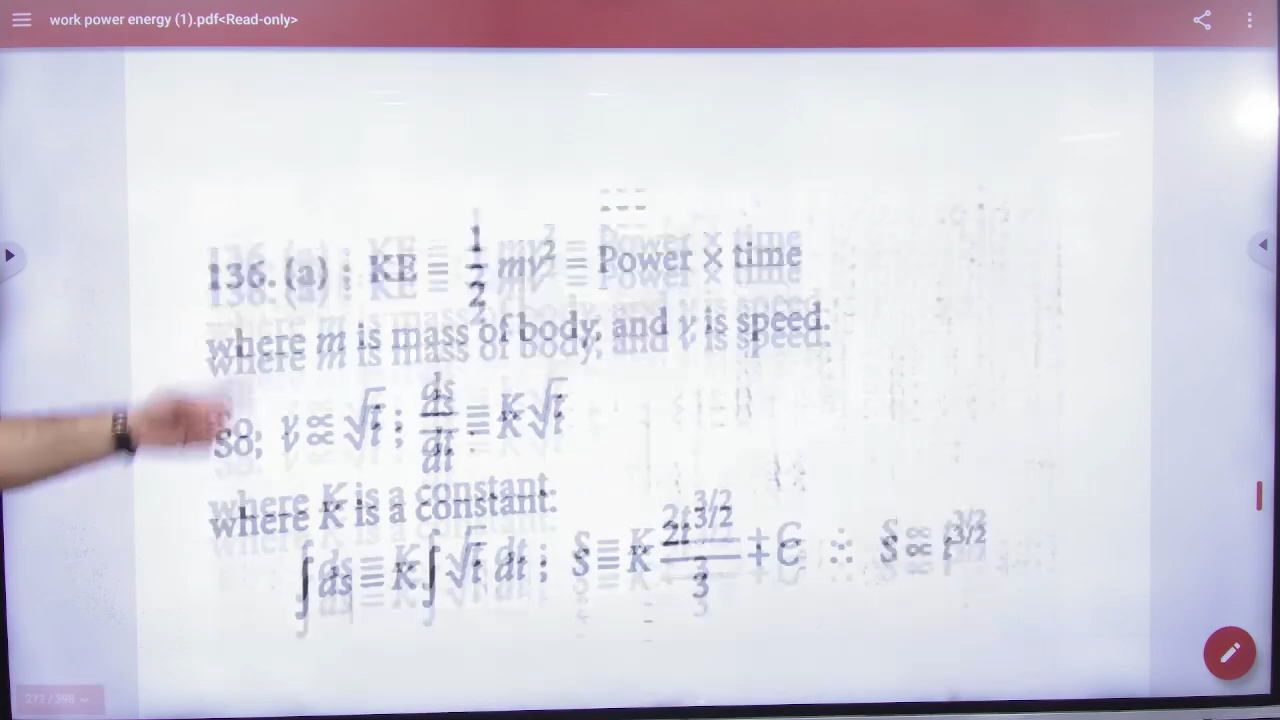 work power energy (1).pdf<Read-only>
136. (a) : KE = 1/2 mv² = Power × time
where m is mass of body, and v is speed.
So, v ∝ √t ; ds/dt = K√t
where K is a constant.
∫ds = K∫√t dt ; S = K 2t^3/2 / 3 + C ∴ S ∝ t^3/2